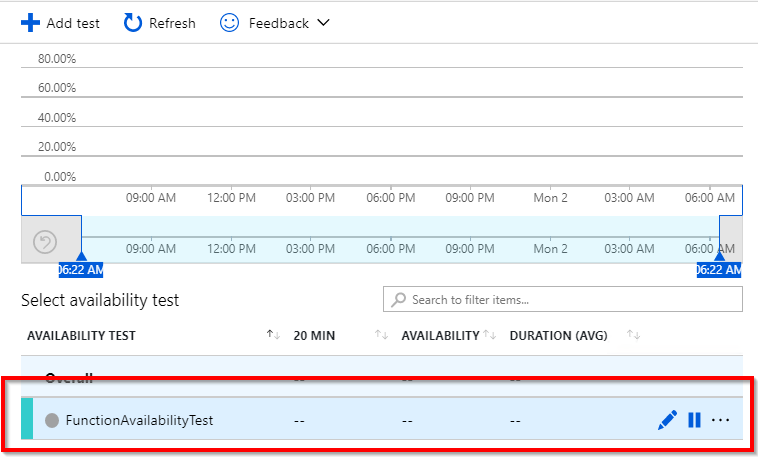 Add test Refresh Feedback
80.00%
60.00%
40.00%
20.00%
0.00%
09:00 AM 12:00 PM 03:00 PM 06:00 PM 09:00 PM Mon 2 03:00 AM 06:00 AM
09:00 AM 12:00 PM 03:00 PM 06:00 PM 09:00 PM Mon 2 03:00 AM 06:00 AM
06:22 AM 06:22 AM
Select availability test Search to filter items...
AVAILABILITY TEST 20 MIN AVAILABILITY DURATION (AVG)
Overall -- -- --
FunctionAvailabilityTest -- -- --